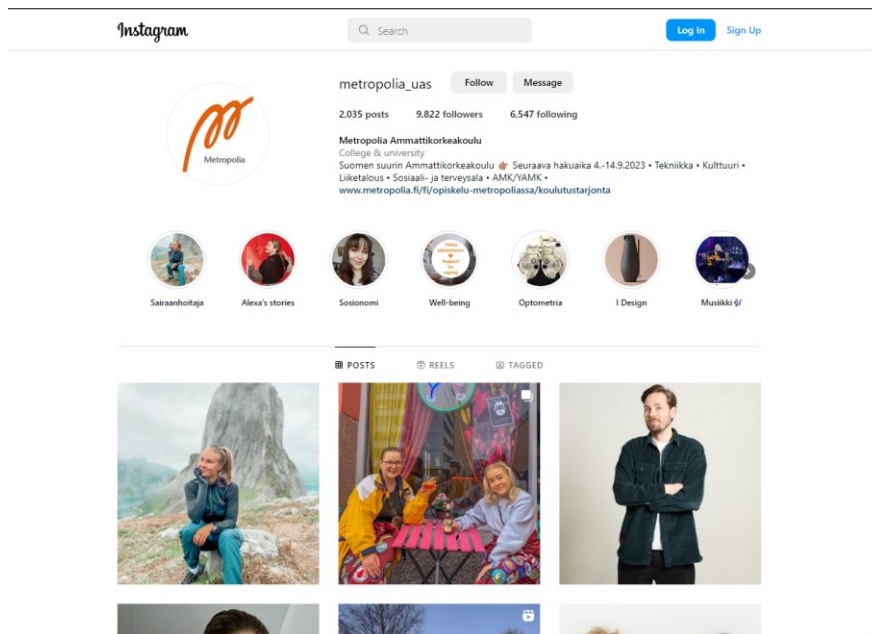 Instagram
Search
Log In
Sign Up
metropolia_uas
Follow
Message
2,035 posts
9,822 followers
6,547 following
Metropolia Ammattikorkeakoulu
College & university
Suomen suurin Ammattikorkeakoulu 👉🏽 Seuraava hakuaika 4.-14.9.2023 • Tekniikka • Kulttuuri •
Liiketalous • Sosiaali- ja terveysala • AMK/YAMK •
www.metropolia.fi/fi/opiskelu-metropoliassa/koulutustarjonta
Metropolia
Support
for
Sairaanhoitaja
Alexa's stories
Sosionomi
Well-being
Optometria
I Design
Musiikki 🎶
POSTS
REELS
TAGGED